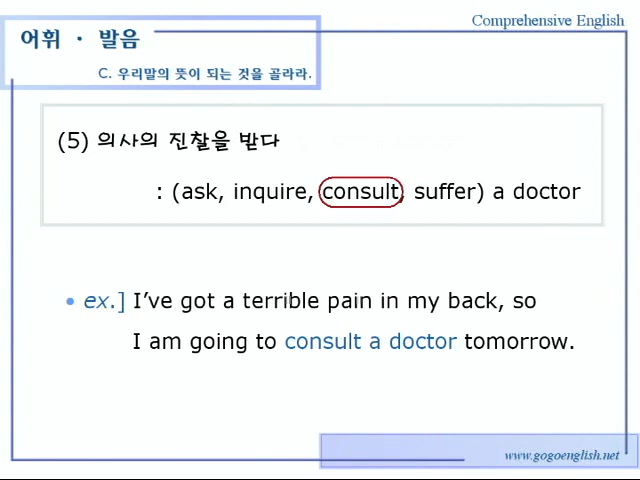 Comprehensive English
어휘 · 발음
C. 우리말의 뜻이 되는 것을 골라라.
(5) 의사의 진찰을 받다
: (ask, inquire, consult, suffer) a doctor
• ex.] I’ve got a terrible pain in my back, so
I am going to consult a doctor tomorrow.
www.gogoenglish.net